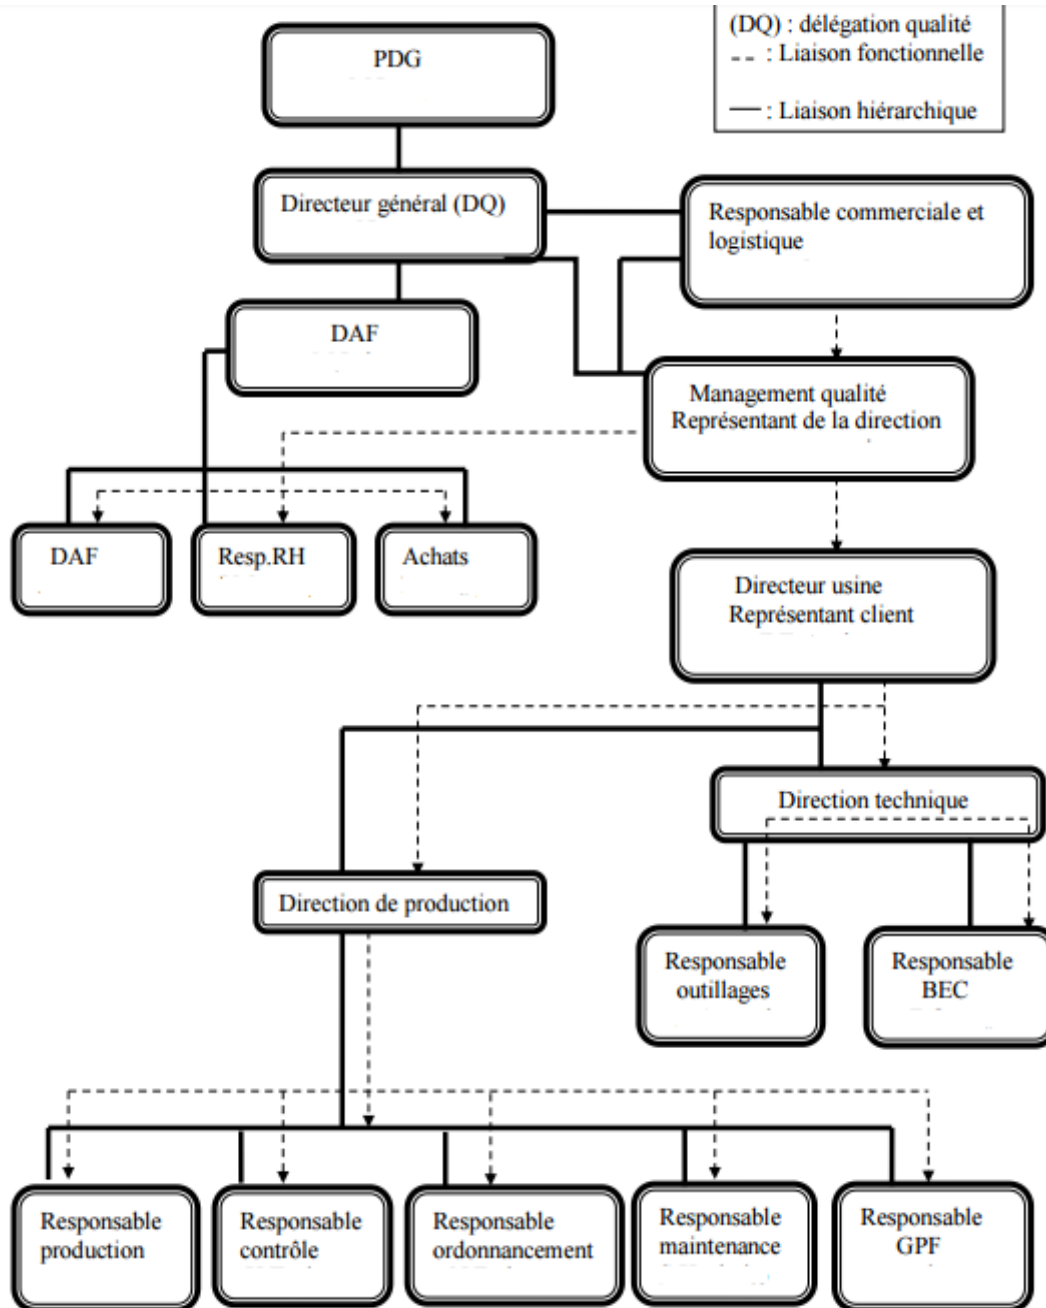 (DQ) : délégation qualité
: Liaison fonctionnelle
: Liaison hiérarchique
PDG
Directeur général (DQ)
Responsable commerciale et
logistique
DAF
Management qualité
Représentant de la direction
DAF
Resp.RH
Achats
Directeur usine
Représentant client
Direction technique
Direction de production
Responsable
outillages
Responsable
BEC
Responsable
production
Responsable
contrôle
Responsable
ordonnancement
Responsable
maintenance
Responsable
GPF